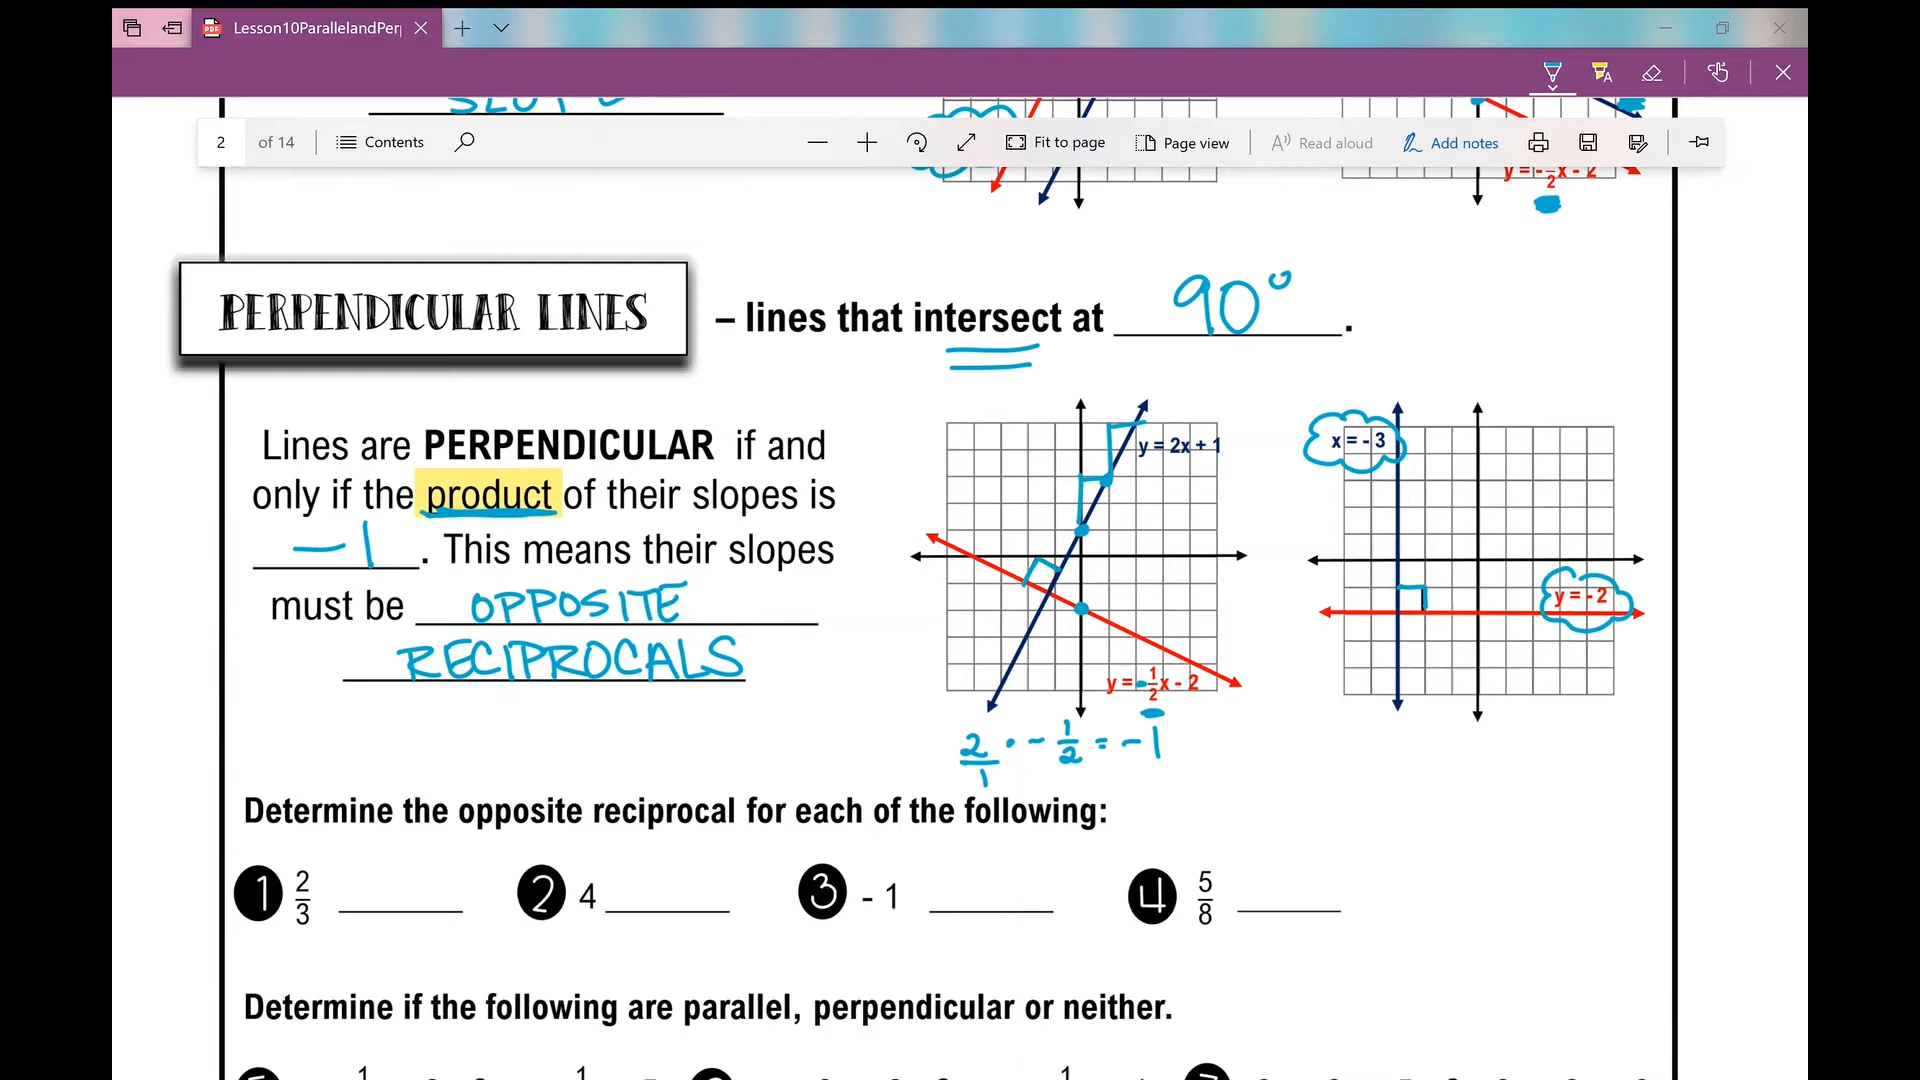 Lesson10ParallelandPer
2 of 14 Contents Fit to page Page view Read aloud Add notes
y = -1/2x - 2
PERPENDICULAR LINES – lines that intersect at 90°.
Lines are PERPENDICULAR if and
only if the product of their slopes is
-1. This means their slopes
must be OPPOSITE
RECIPROCALS
y = 2x + 1
y = -1/2x - 2
2/1 · - 1/2 = -1
x = - 3
y = - 2
Determine the opposite reciprocal for each of the following:
1 2/3 2 4 3 - 1 4 5/8
Determine if the following are parallel, perpendicular or neither.